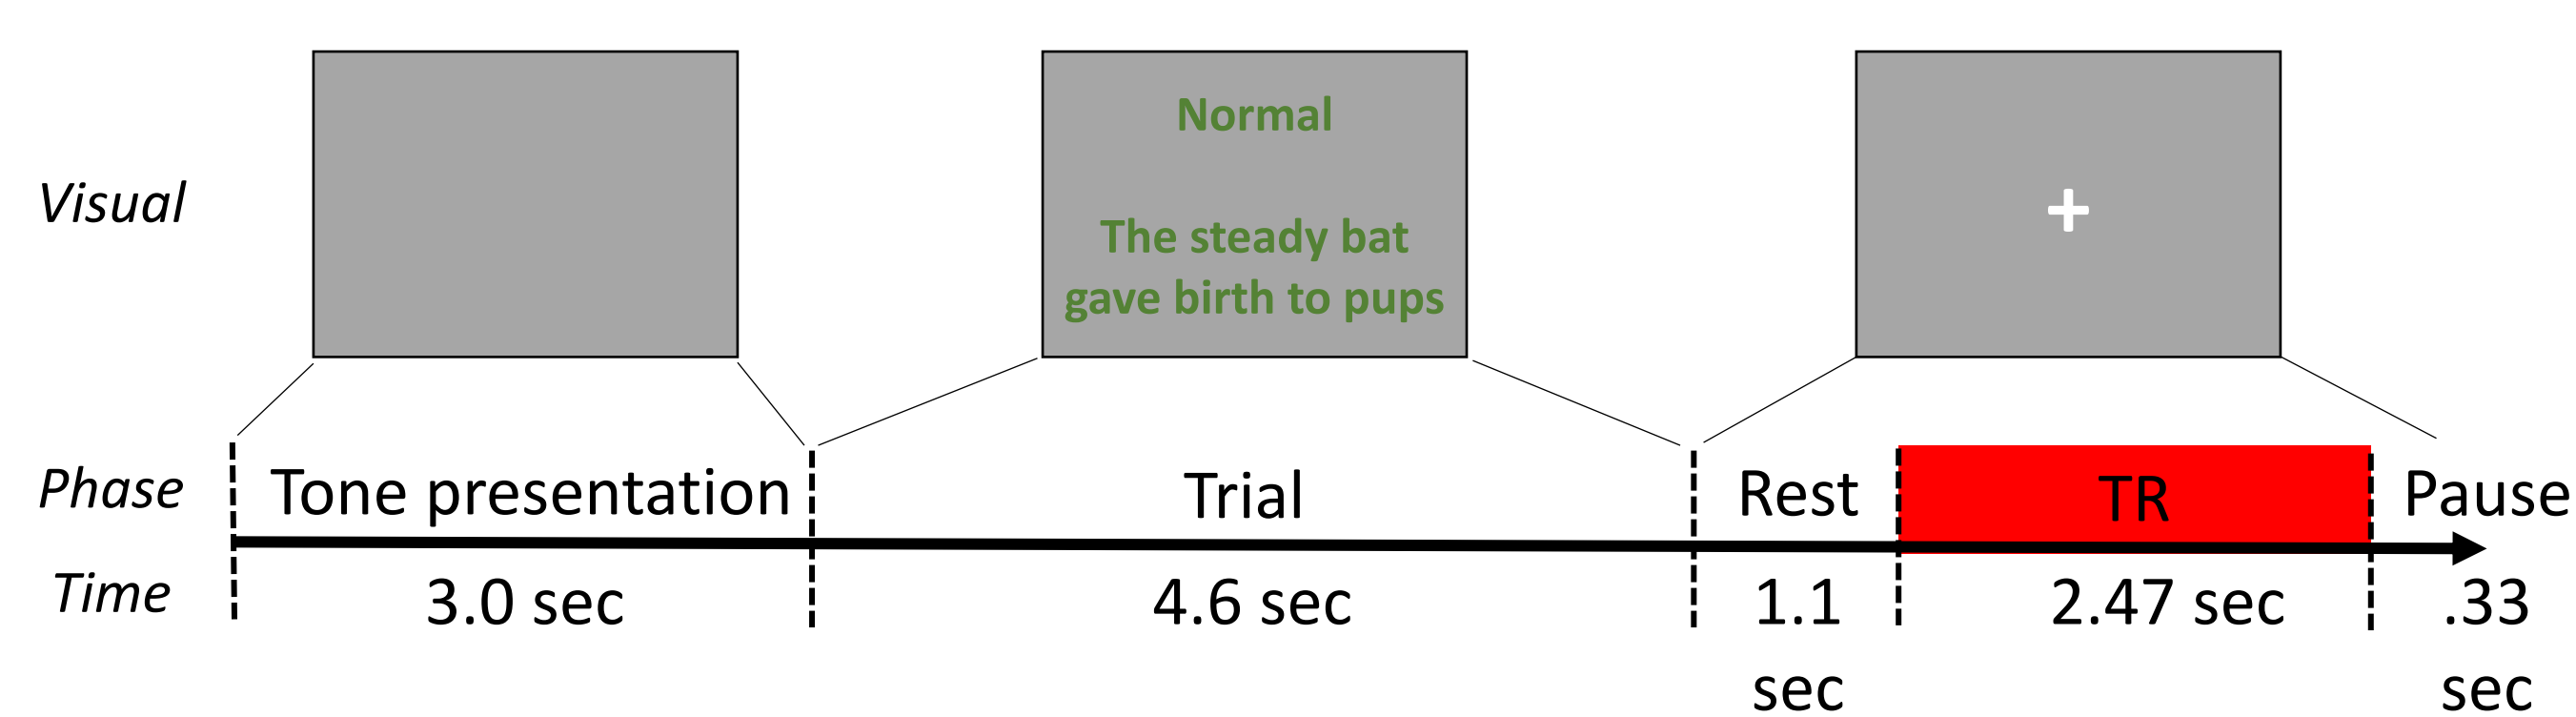 Visual
Normal
The steady bat
gave birth to pups
+
Phase
Tone presentation
Trial
Rest
TR
Pause
Time
3.0 sec
4.6 sec
1.1
sec
2.47 sec
.33
sec